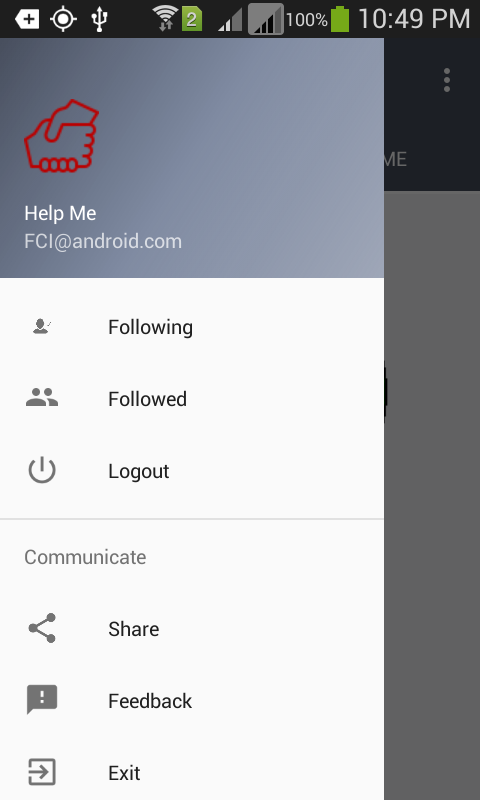 2 100% 10:49 PM
ME
Help Me
FCI@android.com
Following
Followed
Logout
Communicate
Share
Feedback
Exit